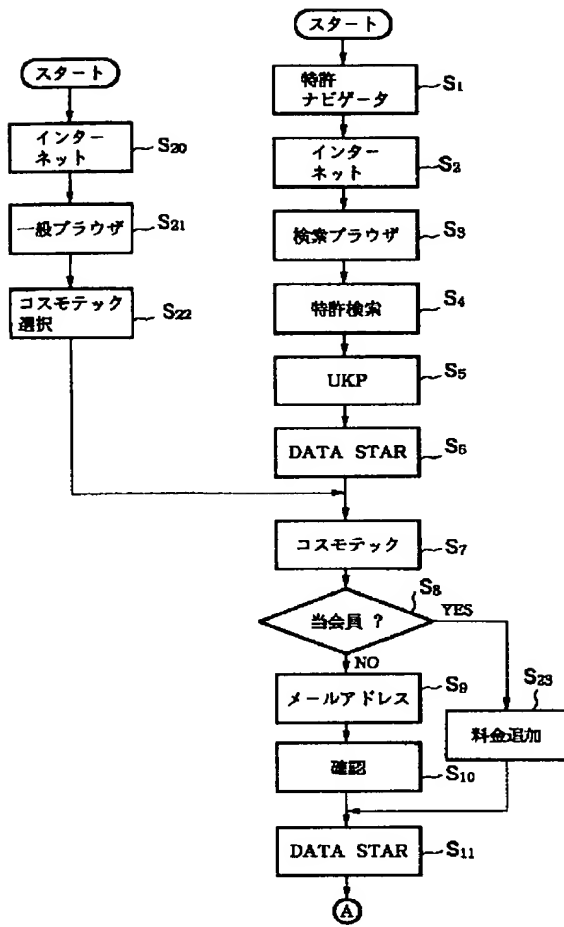 スタート
インター
ネット
S20
一般ブラウザ
S21
コスモテック
選択
S22
スタート
特許
ナビゲータ
S1
インター
ネット
S2
検索ブラウザ
S3
特許検索
S4
UKP
S5
DATA STAR
S6
コスモテック
S7
当会員 ?
S8
YES
NO
メールアドレス
S9
確認
S10
料金追加
S23
DATA STAR
S11
A